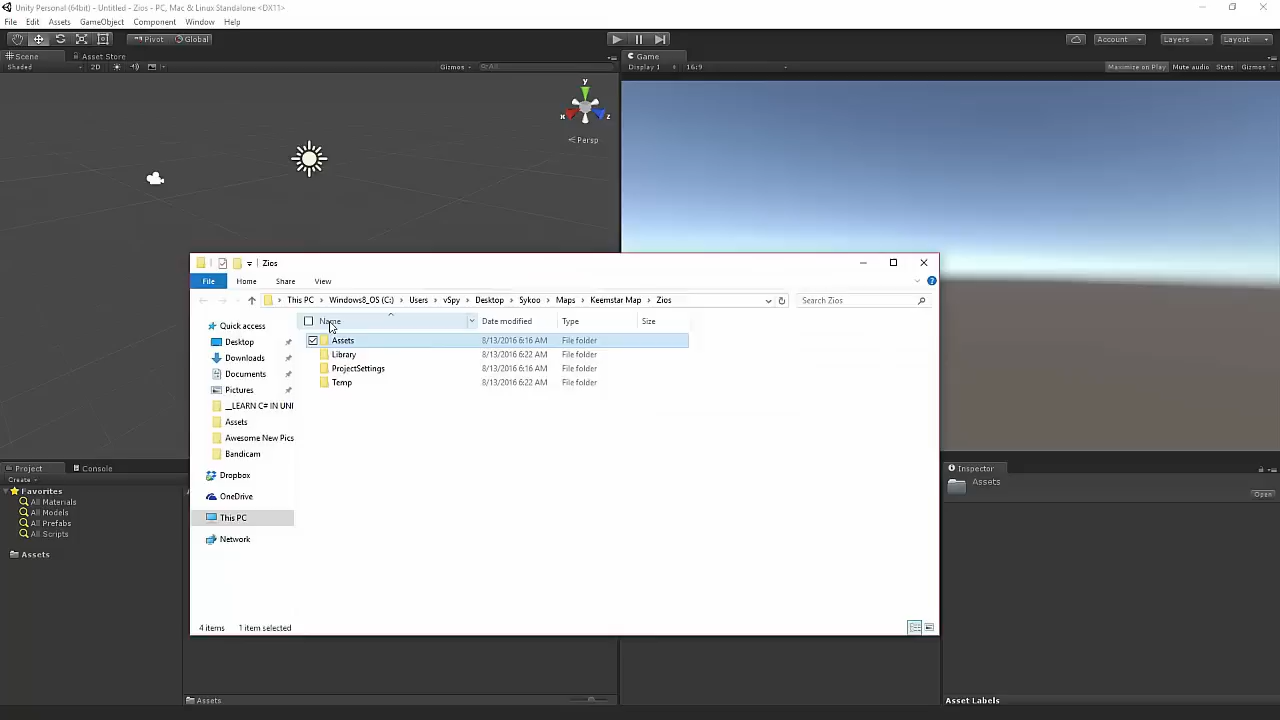 Unity Personal (64bit) - Untitled - Zios - PC, Mac & Linux Standalone <DX11>
File Edit Assets GameObject Component Window Help
Pivot Global Account Layers Layout
Scene Asset Store Game
Shaded 2D Gizmos All Display 1 16:9 Maximize on Play Mute audio Stats Gizmos
y
x z
Persp
Zios
File Home Share View
This PC Windows8_OS (C:) Users vSpy Desktop Sykoo Maps Keemstar Map Zios Search Zios
Name Date modified Type Size
Quick access
Desktop
Downloads
Documents
Pictures
__LEARN C# IN UNI
Assets
Awesome New Pics
Bandicam
Dropbox
OneDrive
This PC
Network
Assets 8/13/2016 6:16 AM File folder
Library 8/13/2016 6:22 AM File folder
ProjectSettings 8/13/2016 6:16 AM File folder
Temp 8/13/2016 6:22 AM File folder
4 items 1 item selected
Project Console
Create
Favorites
All Materials
All Models
All Prefabs
All Scripts
Assets
Assets
Inspector
Assets
Open
Asset Labels